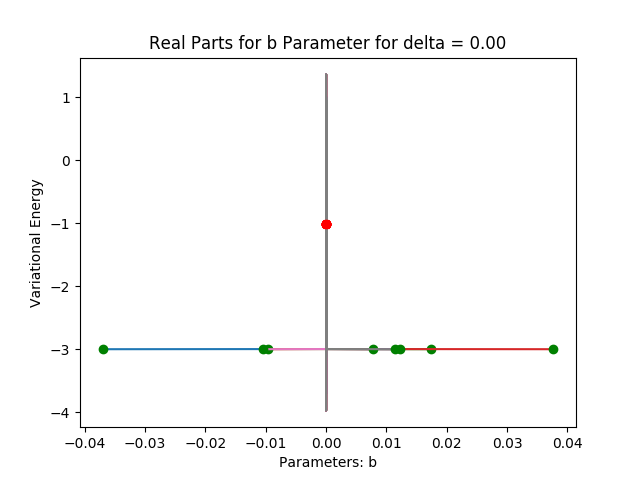 Real Parts for b Parameter for delta = 0.00
Variational Energy
1
0
−1
−2
−3
−4
−0.04 −0.03 −0.02 −0.01 0.00 0.01 0.02 0.03 0.04
Parameters: b